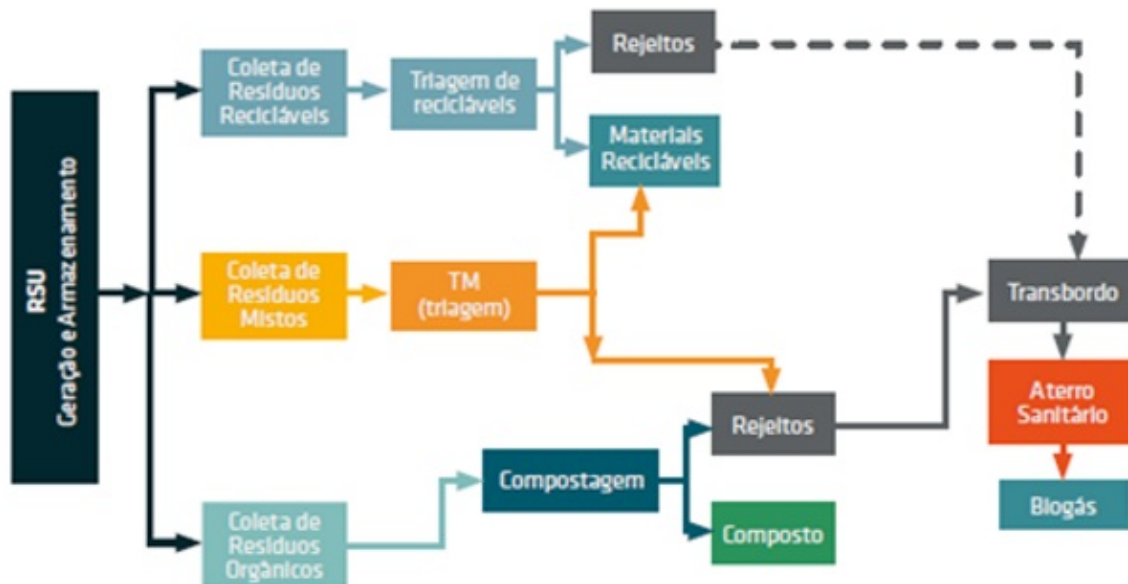 RSU
Geração e Armazenamento
Coleta de
Resíduos
Recicláveis
Triagem de
recicláveis
Rejeitos
Materiais
Recicláveis
Coleta de
Resíduos
Mistos
TM
(triagem)
Transbordo
Aterro
Sanitário
Biogás
Rejeitos
Compostagem
Composto
Coleta de
Resíduos
Orgânicos